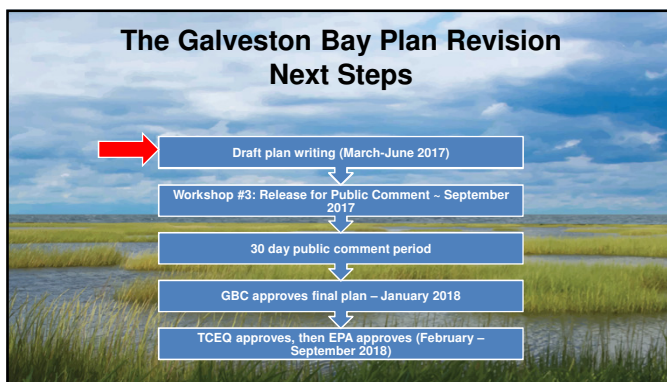 The Galveston Bay Plan Revision
Next Steps
Draft plan writing (March-June 2017)
Workshop #3: Release for Public Comment ~ September
2017
30 day public comment period
GBC approves final plan – January 2018
TCEQ approves, then EPA approves (February –
September 2018)